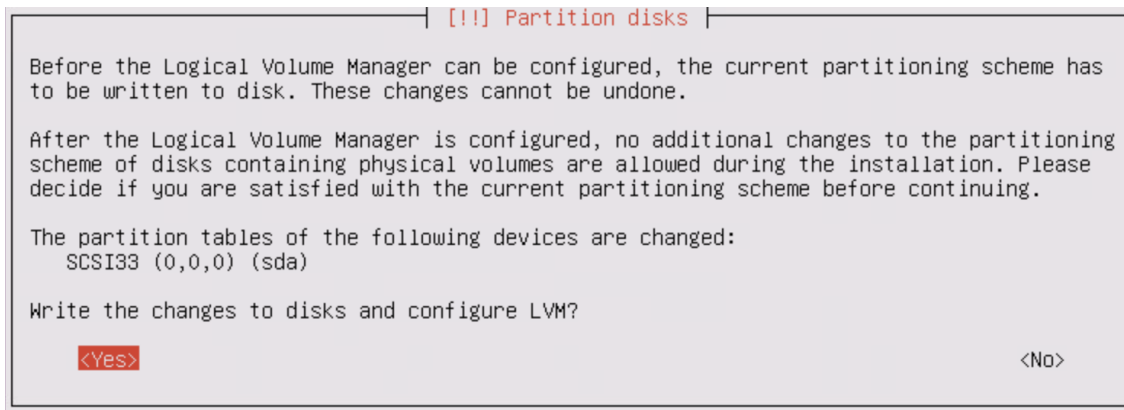 [!!] Partition disks
Before the Logical Volume Manager can be configured, the current partitioning scheme has
to be written to disk. These changes cannot be undone.
After the Logical Volume Manager is configured, no additional changes to the partitioning
scheme of disks containing physical volumes are allowed during the installation. Please
decide if you are satisfied with the current partitioning scheme before continuing.
The partition tables of the following devices are changed:
SCSI33 (0,0,0) (sda)
Write the changes to disks and configure LVM?
<Yes> <No>